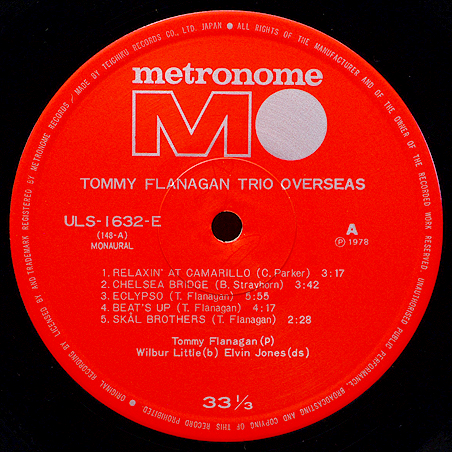 LICENSED BY AND TRADEMARK REGISTERED BY METRONOME RECORDS / MADE BY TEICHIKU RECORDS CO., LTD. JAPAN ● ALL RIGHTS OF THE MANUFACTURER AND OF THE OWNER OF THE RECORDED WORK RESERVED. UNAUTHORISED PUBLIC PERFORMANCE, BROADCASTING AND COPYING OF THIS RECORD PROHIBITED ● ORIGINAL RECORDING BY
metronome
MO
TOMMY FLANAGAN TRIO OVERSEAS
ULS-1632-E
(148-A)
MONAURAL
A
Ⓟ 1978
1. RELAXIN' AT CAMARILLO (C. Parker) 3:17
2. CHELSEA BRIDGE (B. Strayhorn) 3:42
3. ECLYPSO (T. Flanagan) 5:55
4. BEAT'S UP (T. Flanagan) 4:17
5. SKÅL BROTHERS (T. Flanagan) 2:28
Tommy Flanagan (P)
Wilbur Little (b) Elvin Jones (ds)
33 1/3